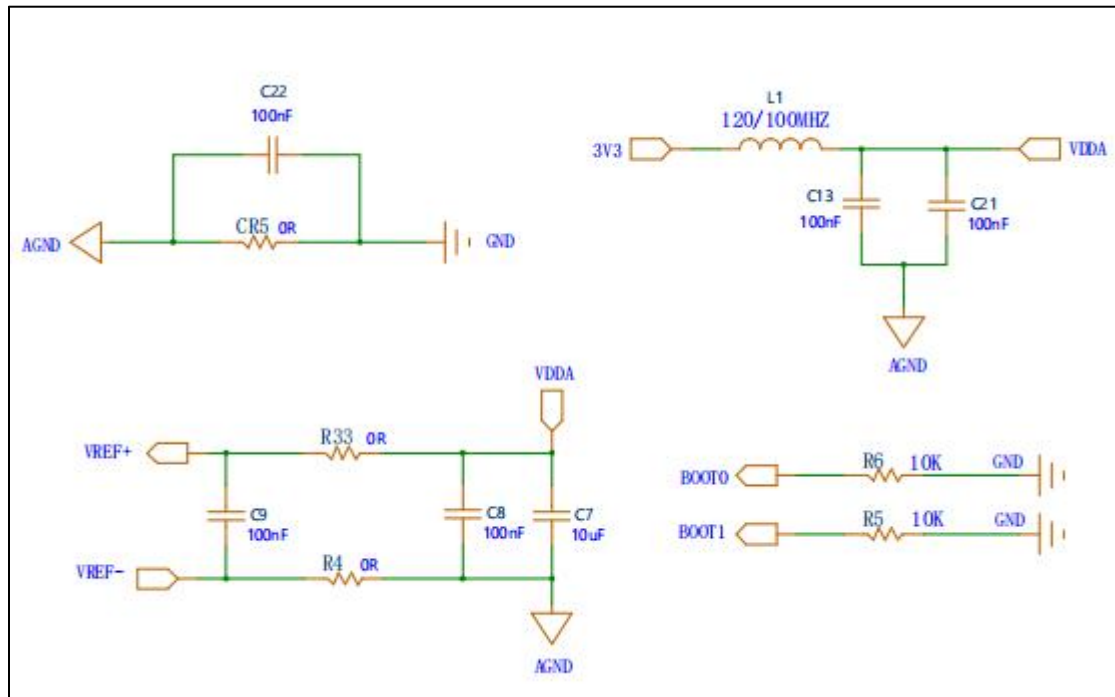 C22
100nF
AGND
CR5 0R
GND
L1
120/100MHZ
3V3
VDDA
C13
100nF
C21
100nF
AGND
VDDA
VREF+
R33 0R
C9
100nF
C8
100nF
C7
10uF
VREF-
R4 0R
AGND
BOOT0
R6 10K
GND
BOOT1
R5 10K
GND